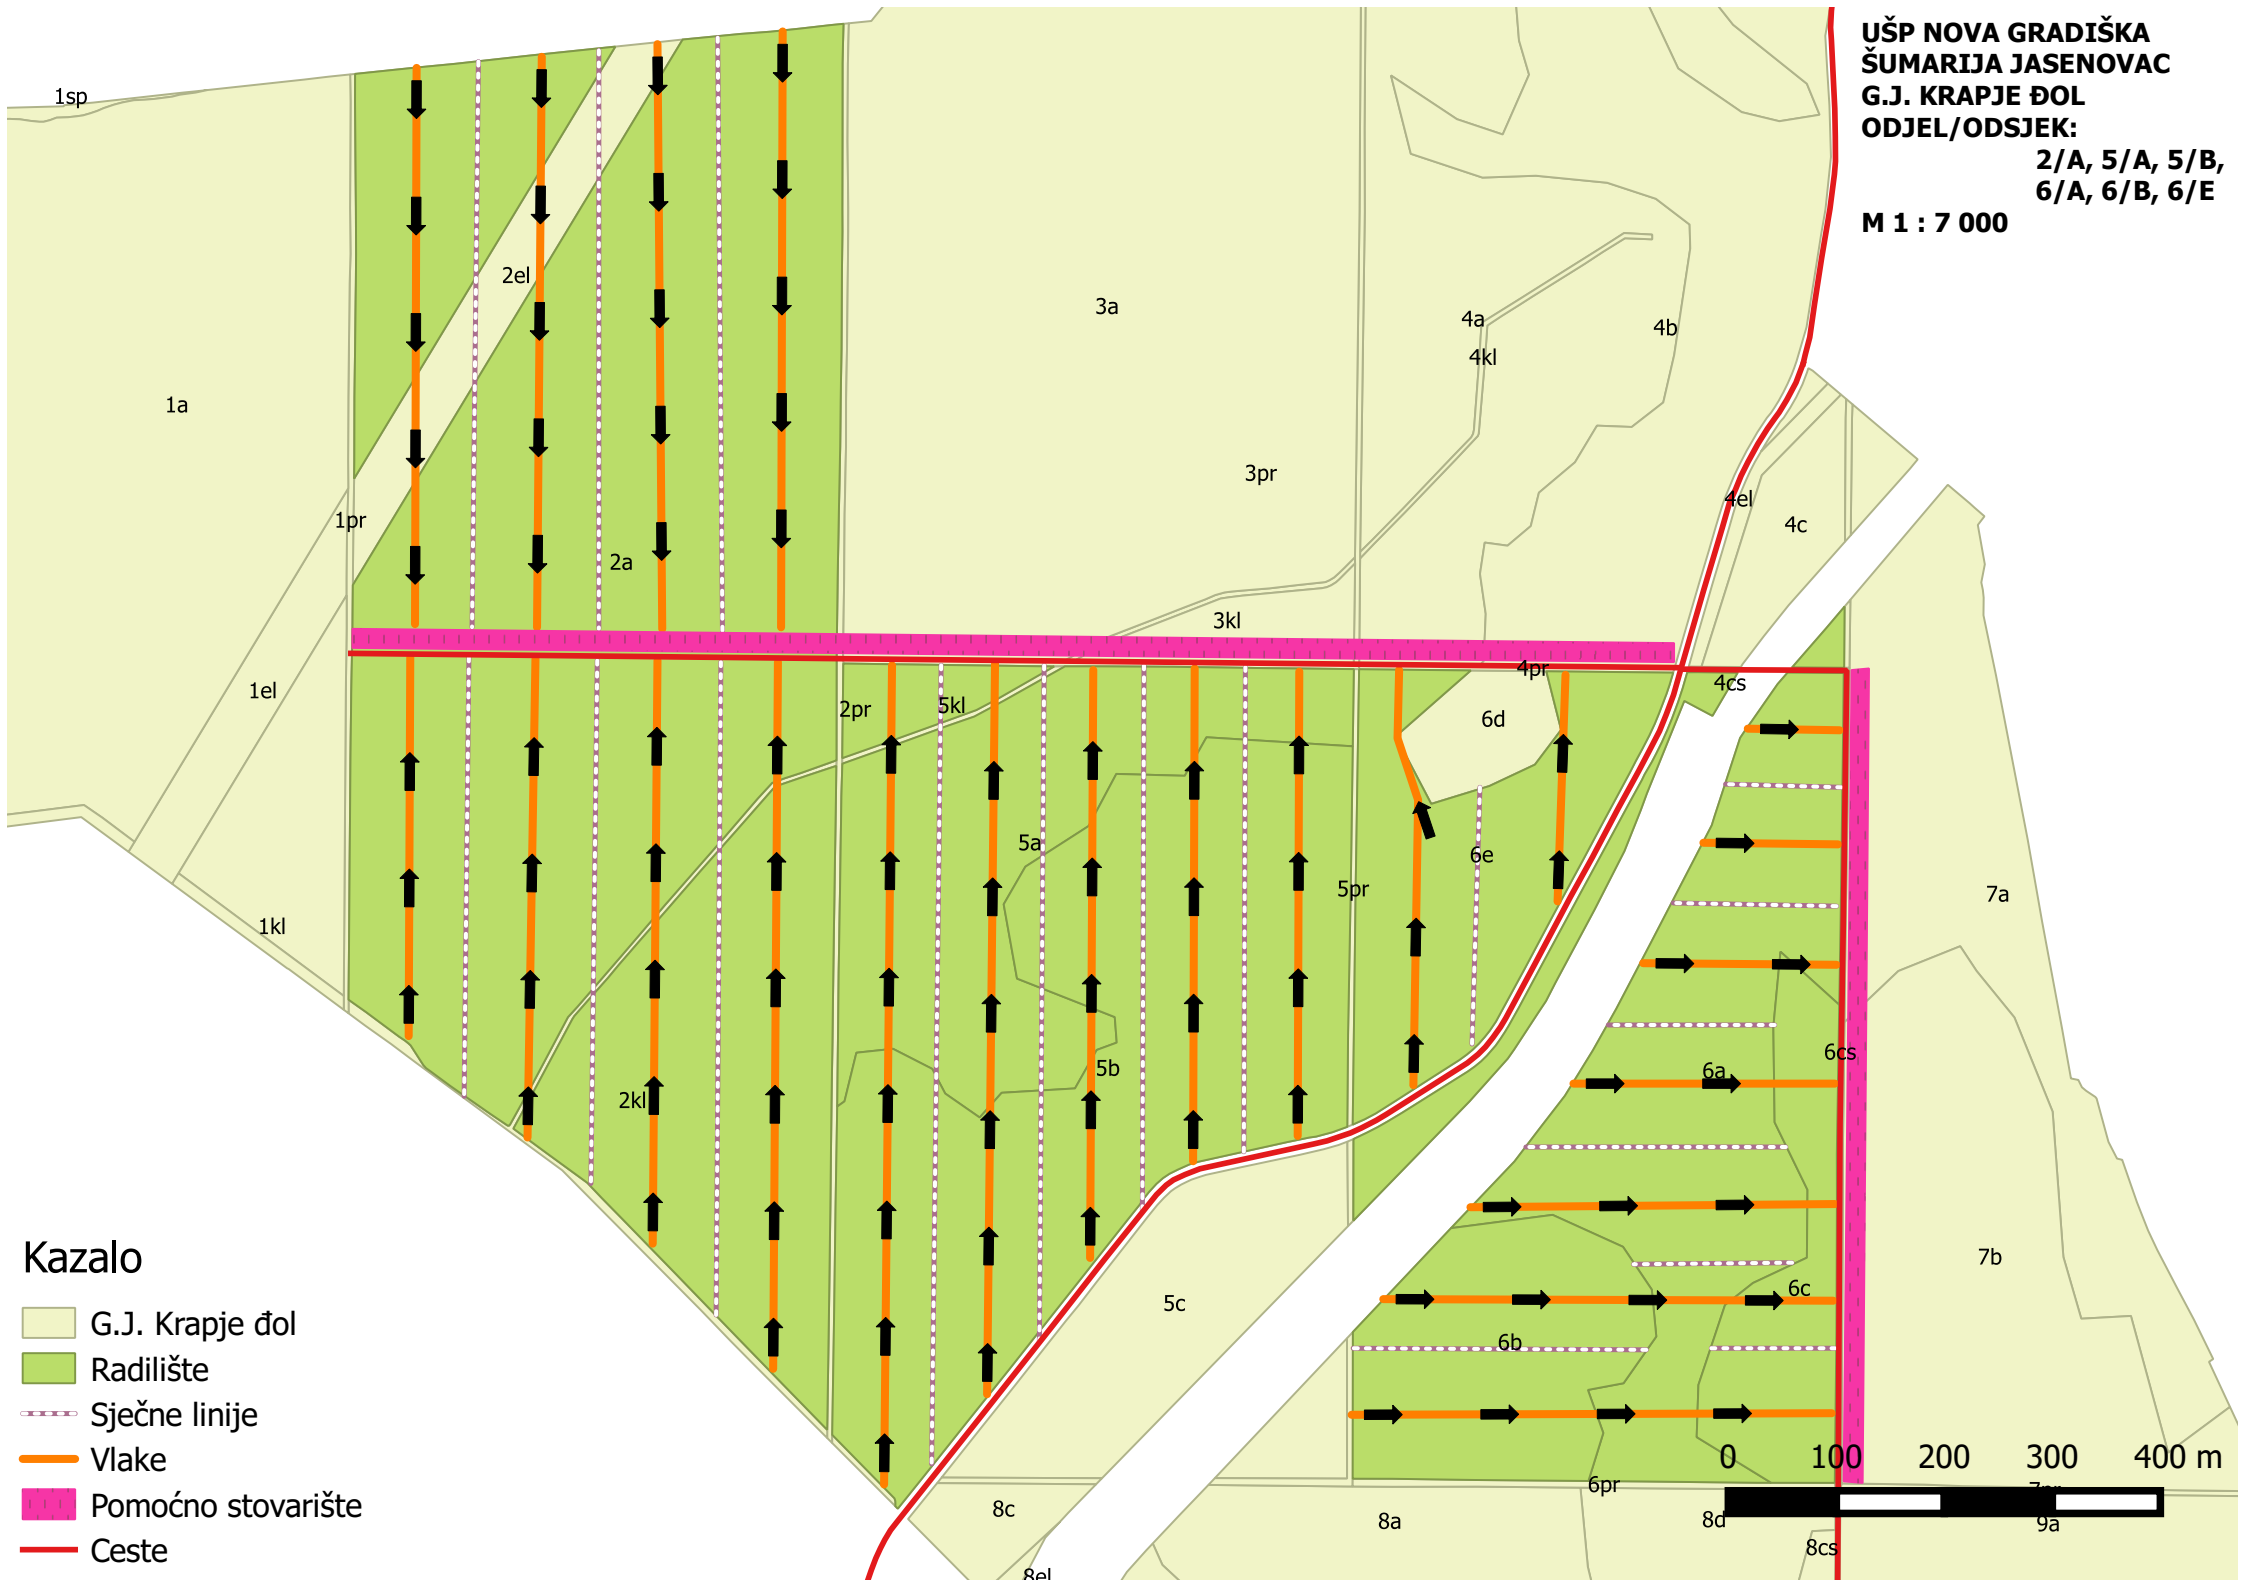 UŠP NOVA GRADIŠKA
ŠUMARIJA JASENOVAC
G.J. KRAPJE ĐOL
ODJEL/ODSJEK:
2/A, 5/A, 5/B,
6/A, 6/B, 6/E
M 1 : 7 000
1sp
2el
3a
4a
4b
4kl
1a
3pr
4el
1pr
4c
2a
3kl
4pr
1el
4cs
2pr
5kl
6d
5a
6e
5pr
7a
1kl
6cs
5b
6a
2kl
7b
6c
5c
6b
Kazalo
G.J. Krapje đol
Radilište
Sječne linije
Vlake
Pomoćno stovarište
Ceste
0 100 200 300 400 m
6pr
7pr
8c
8a
8d
9a
8cs
8el